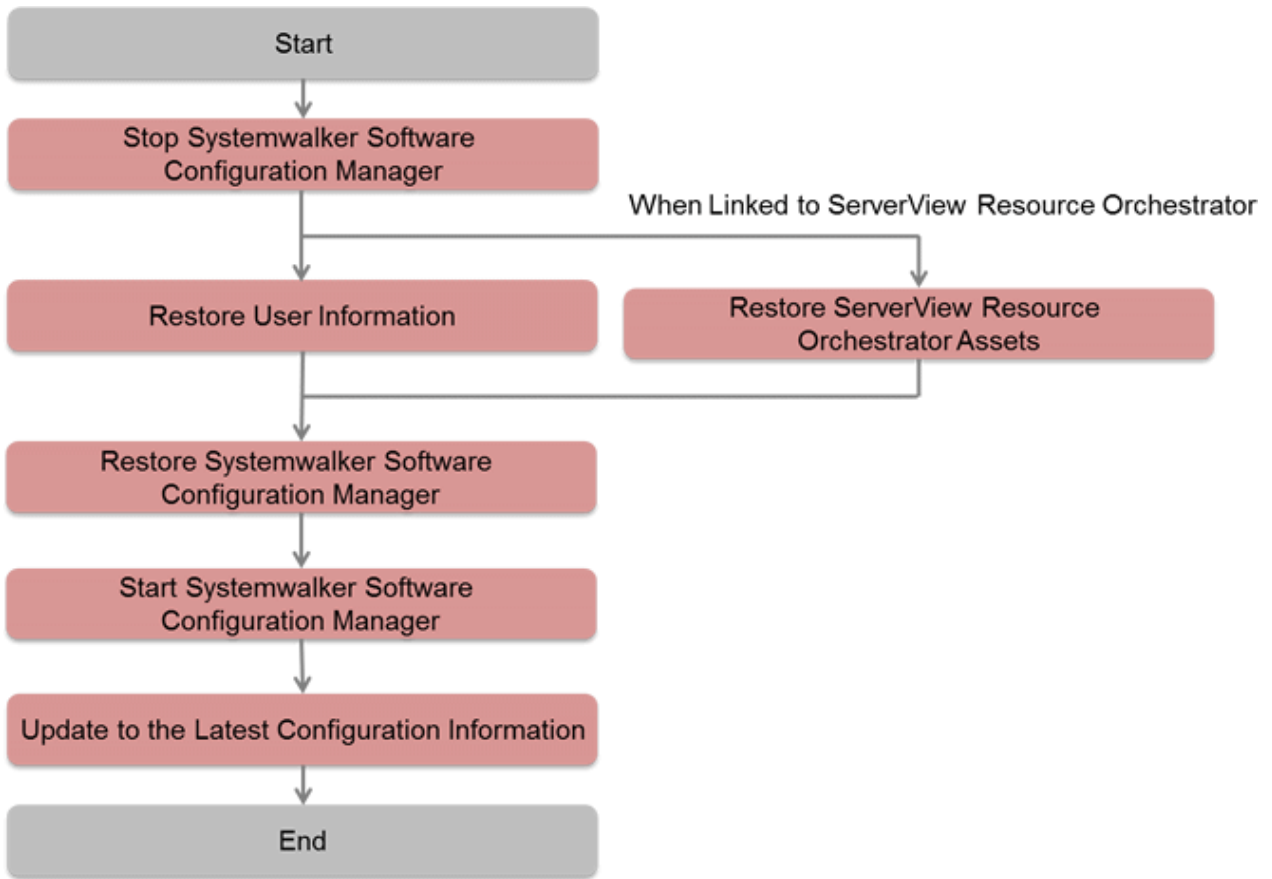 Start
Stop Systemwalker Software
Configuration Manager
When Linked to ServerView Resource Orchestrator
Restore User Information
Restore ServerView Resource
Orchestrator Assets
Restore Systemwalker Software
Configuration Manager
Start Systemwalker Software
Configuration Manager
Update to the Latest Configuration Information
End